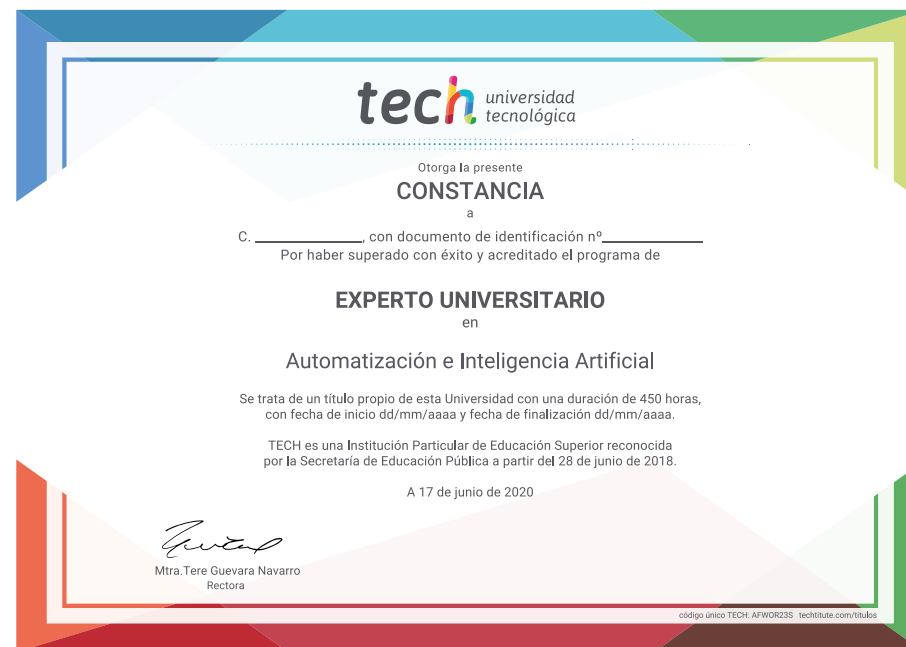 tech universidad
tecnológica
Otorga la presente
CONSTANCIA
a
C. ______________, con documento de identificación nº_____________
Por haber superado con éxito y acreditado el programa de
EXPERTO UNIVERSITARIO
en
Automatización e Inteligencia Artificial
Se trata de un título propio de esta Universidad con una duración de 450 horas,
con fecha de inicio dd/mm/aaaa y fecha de finalización dd/mm/aaaa.
TECH es una Institución Particular de Educación Superior reconocida
por la Secretaría de Educación Pública a partir del 28 de junio de 2018.
A 17 de junio de 2020
Mtra.Tere Guevara Navarro
Rectora
código único TECH: AFWOR23S techtitute.com/titulos